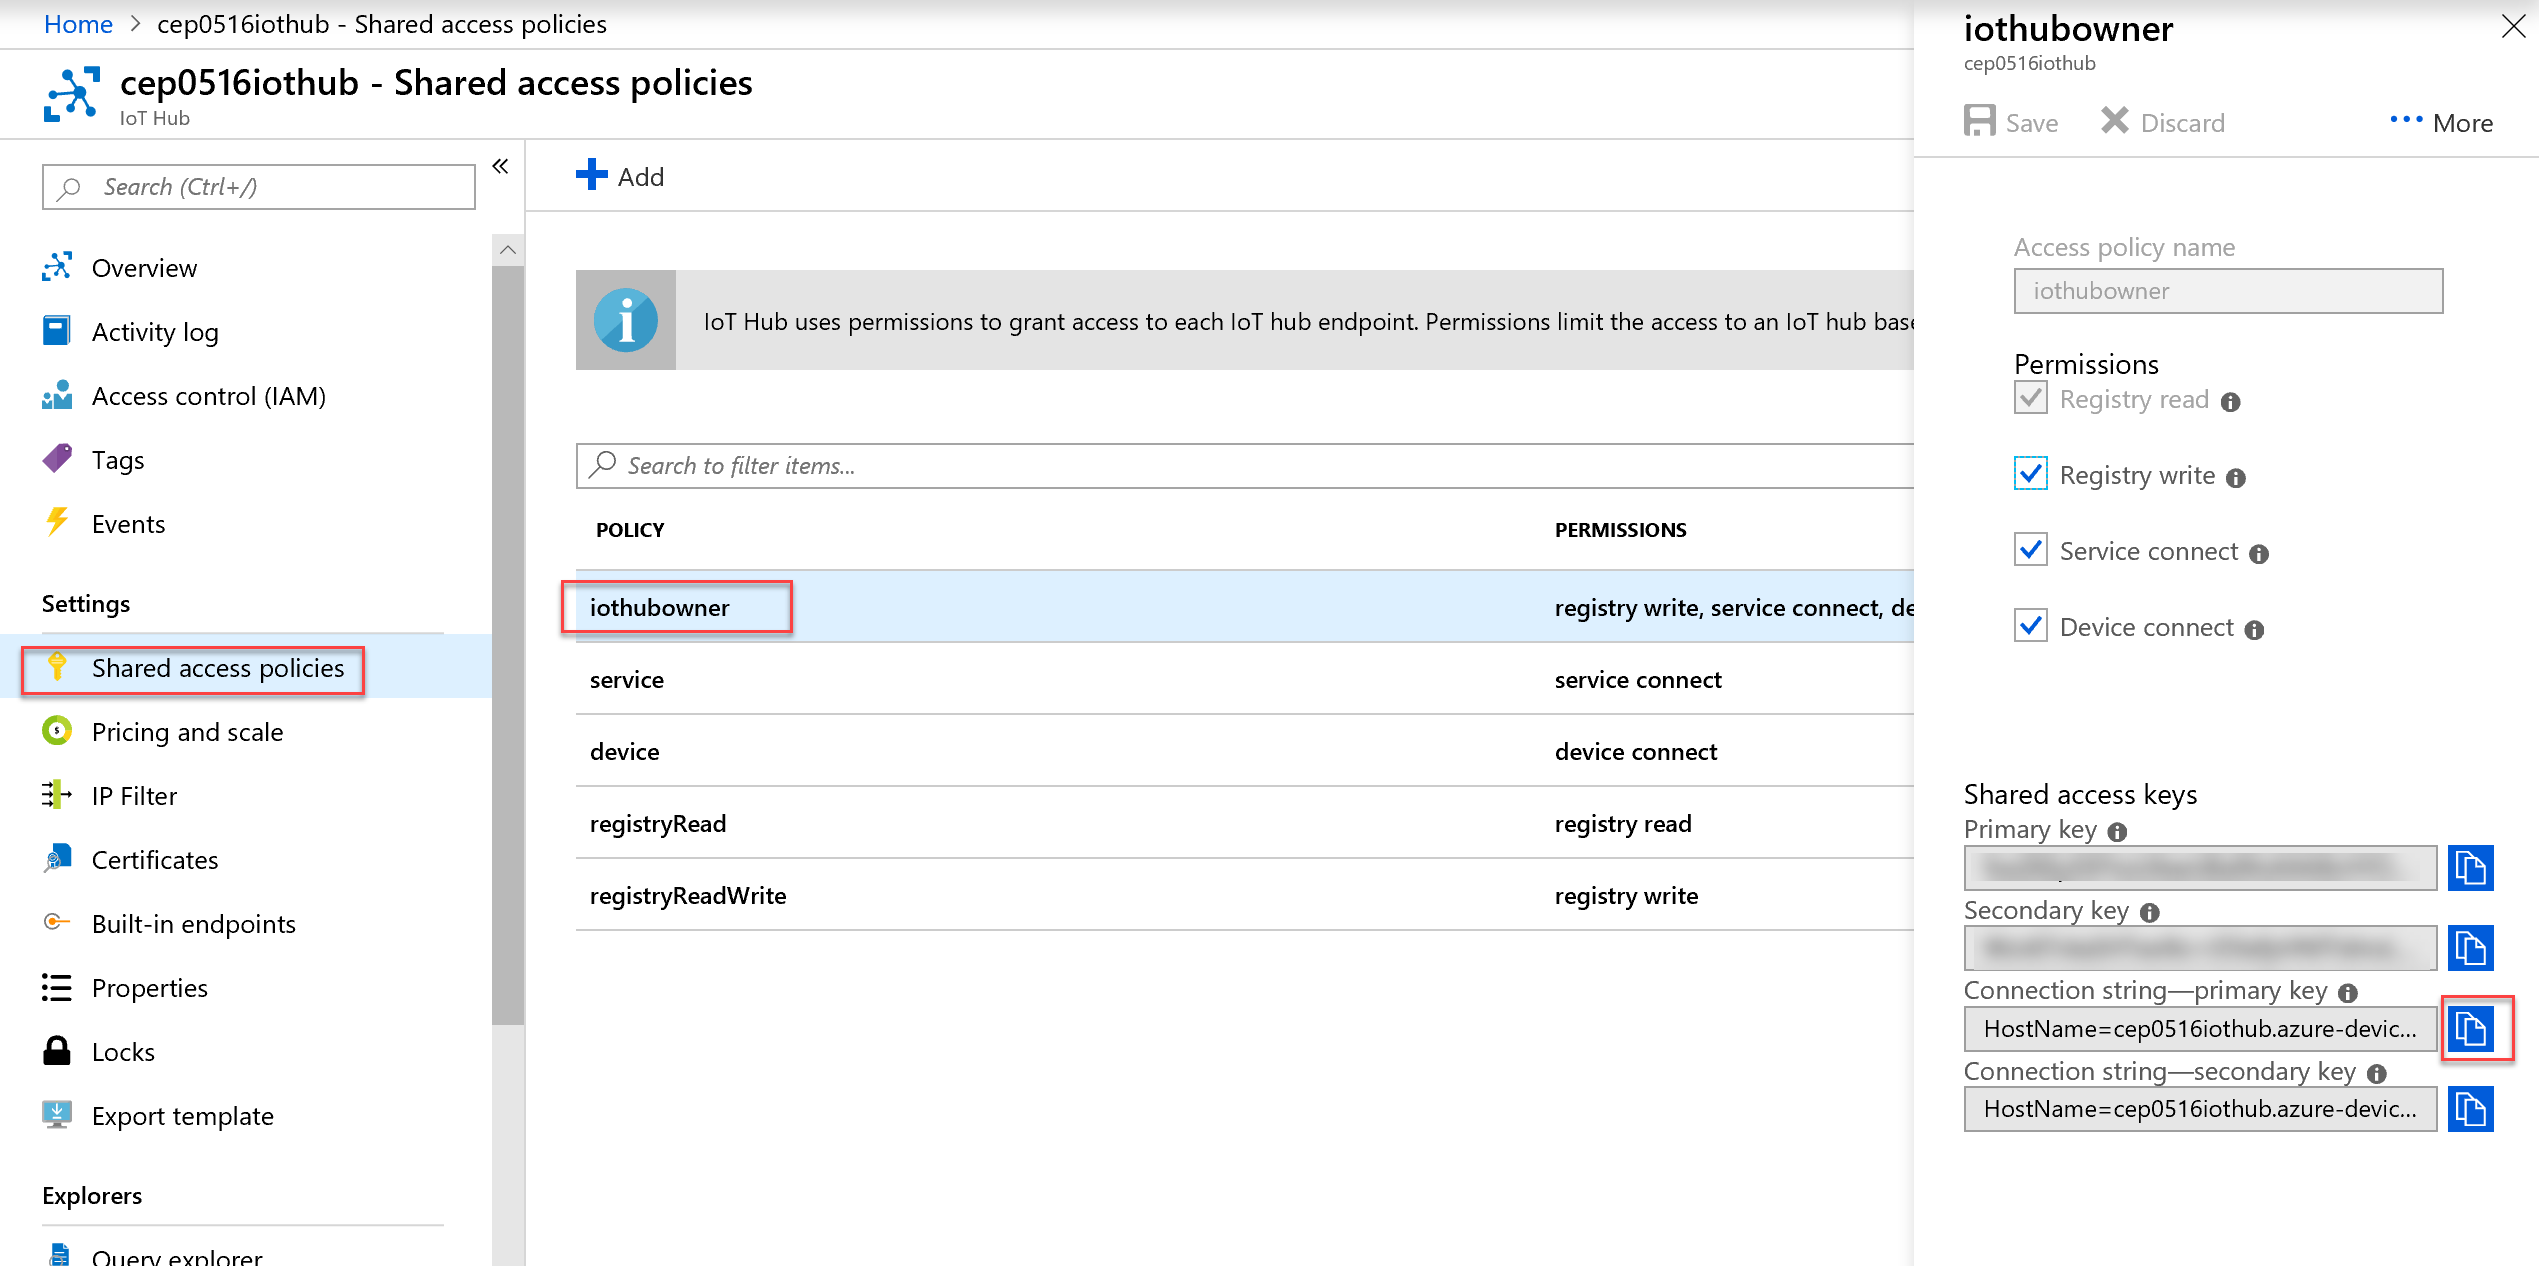 Home > cep0516iothub - Shared access policies
cep0516iothub - Shared access policies
IoT Hub
Search (Ctrl+/)
«
Overview
Activity log
Access control (IAM)
Tags
Events
Settings
Shared access policies
Pricing and scale
IP Filter
Certificates
Built-in endpoints
Properties
Locks
Export template
Explorers
Query explorer
Add
IoT Hub uses permissions to grant access to each IoT hub endpoint. Permissions limit the access to an IoT hub base
Search to filter items...
POLICY PERMISSIONS
iothubowner registry write, service connect, de
service service connect
device device connect
registryRead registry read
registryReadWrite registry write
iothubowner
cep0516iothub
Save Discard ... More
Access policy name
iothubowner
Permissions
Registry read
Registry write
Service connect
Device connect
Shared access keys
Primary key
Secondary key
Connection string—primary key
HostName=cep0516iothub.azure-devic...
Connection string—secondary key
HostName=cep0516iothub.azure-devic...